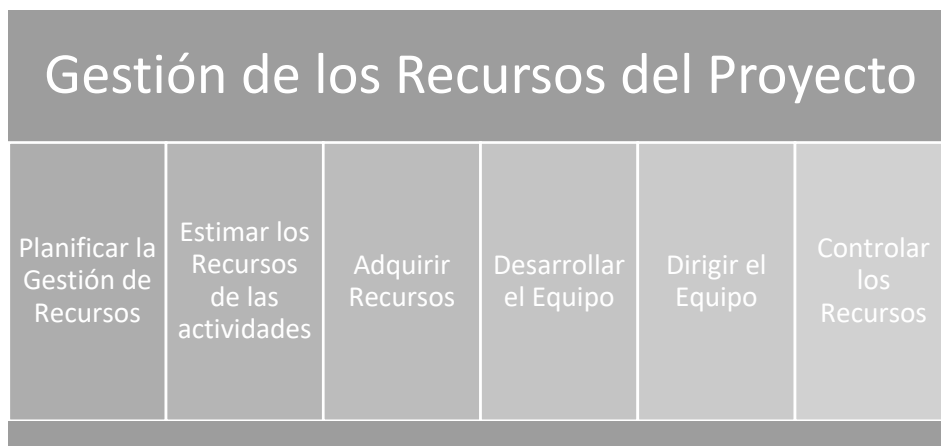 Gestión de los Recursos del Proyecto
Planificar la
Gestión de
Recursos
Estimar los
Recursos
de las
actividades
Adquirir
Recursos
Desarrollar
el Equipo
Dirigir el
Equipo
Controlar
los
Recursos